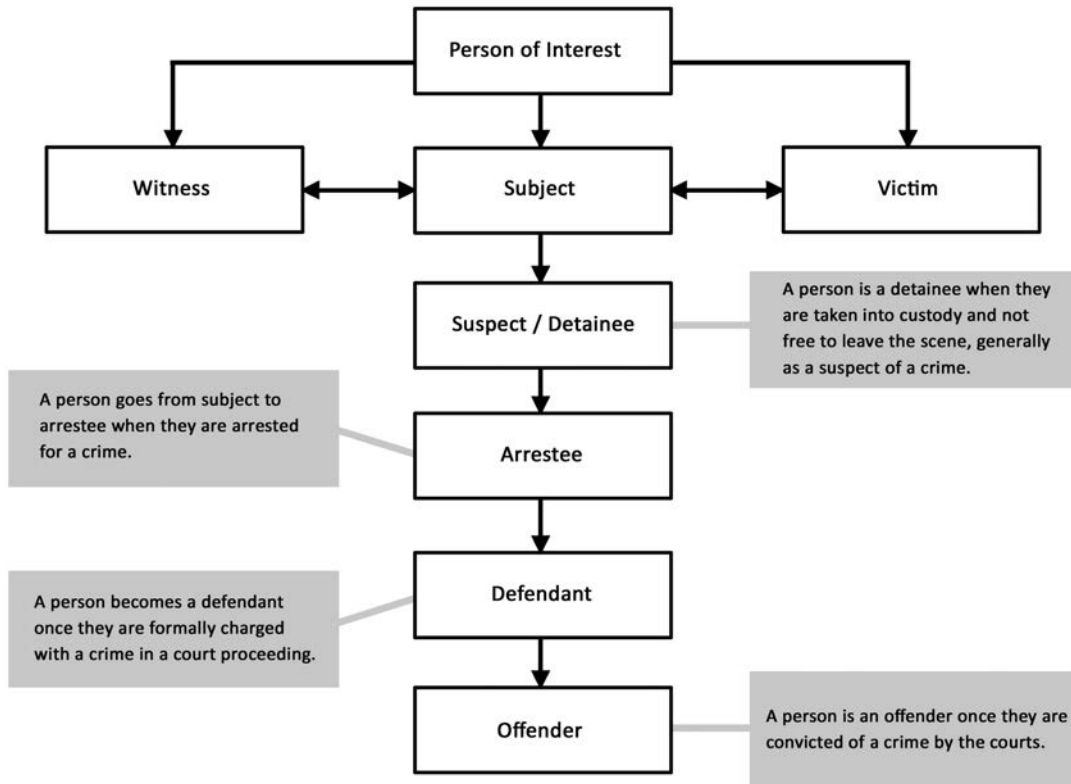 Person of Interest
Witness
Subject
Victim
Suspect / Detainee
A person is a detainee when they
are taken into custody and not
free to leave the scene, generally
as a suspect of a crime.
A person goes from subject to
arrestee when they are arrested
for a crime.
Arrestee
Defendant
A person becomes a defendant
once they are formally charged
with a crime in a court proceeding.
Offender
A person is an offender once they are
convicted of a crime by the courts.